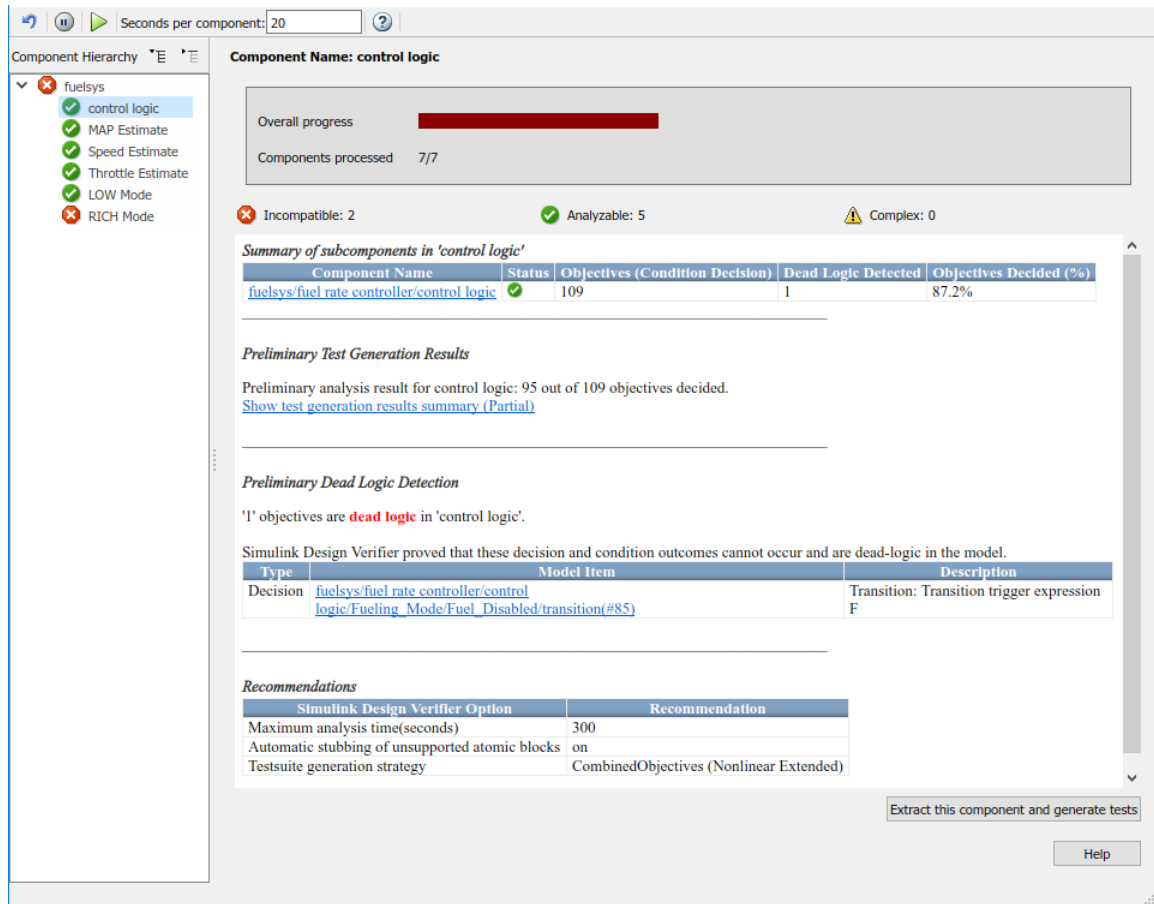 Seconds per component: 20
Component Hierarchy
Component Name: control logic
fuelsys
control logic
MAP Estimate
Speed Estimate
Throttle Estimate
LOW Mode
RICH Mode
Overall progress
Components processed 7/7
Incompatible: 2 Analyzable: 5 Complex: 0
Summary of subcomponents in 'control logic'
Component Name Status Objectives (Condition Decision) Dead Logic Detected Objectives Decided (%)
fuelsys/fuel rate controller/control logic 109 1 87.2%
Preliminary Test Generation Results
Preliminary analysis result for control logic: 95 out of 109 objectives decided.
Show test generation results summary (Partial)
Preliminary Dead Logic Detection
'1' objectives are dead logic in 'control logic'.
Simulink Design Verifier proved that these decision and condition outcomes cannot occur and are dead-logic in the model.
Type Model Item Description
Decision fuelsys/fuel rate controller/control Transition: Transition trigger expression
logic/Fueling_Mode/Fuel_Disabled/transition(#85) F
Recommendations
Simulink Design Verifier Option Recommendation
Maximum analysis time(seconds) 300
Automatic stubbing of unsupported atomic blocks on
Testsuite generation strategy CombinedObjectives (Nonlinear Extended)
Extract this component and generate tests
Help